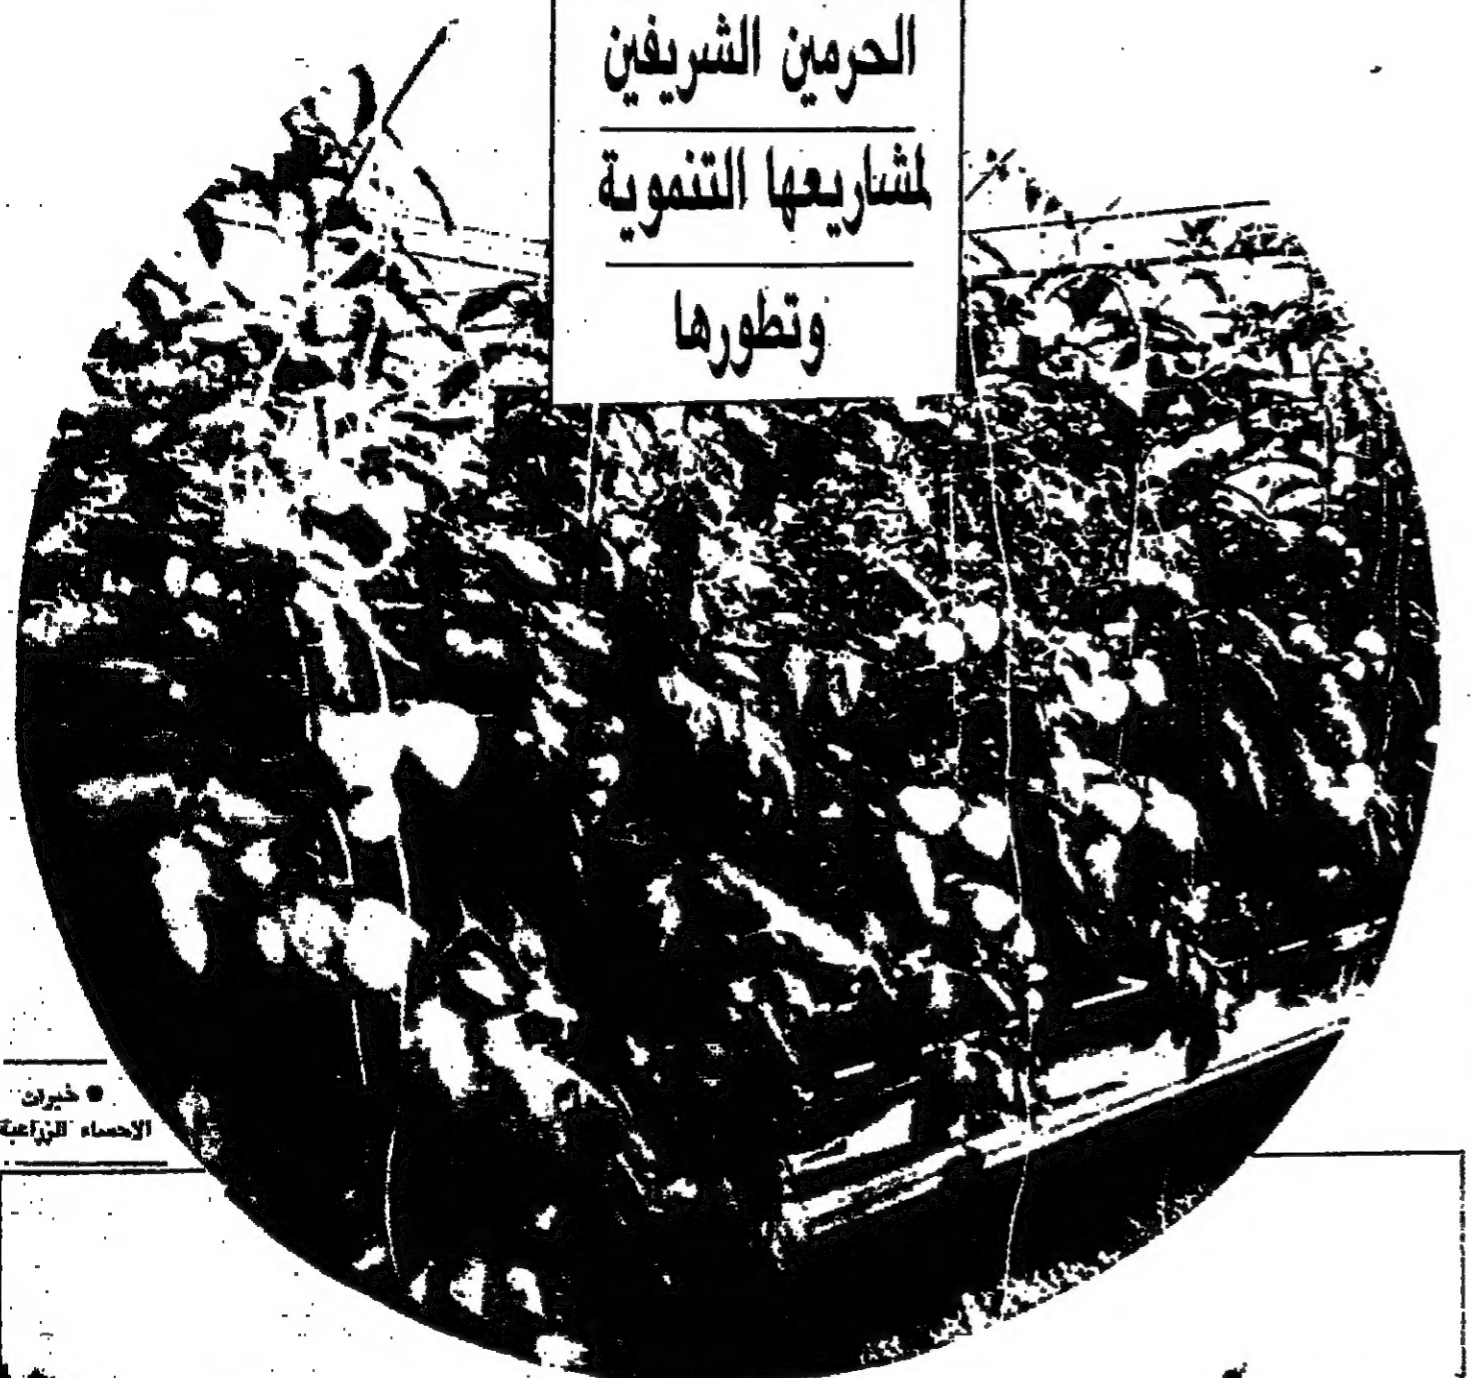 الحرمين الشريفين
لمشاريعها التنموية
وتطورها
● خيرات
الاحساء الزراعية